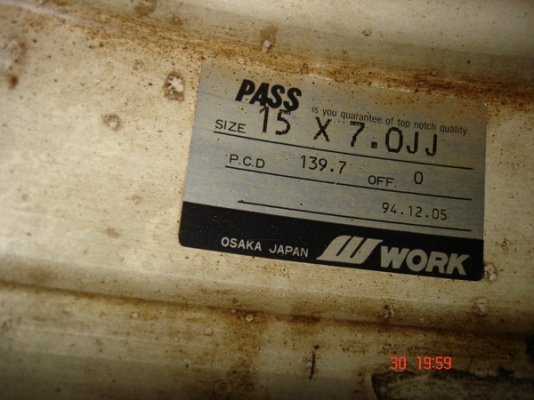 PASS
is you guarantee of top notch quality
SIZE 15 X 7.0JJ
P.C.D 139.7 OFF 0
94.12.05
OSAKA JAPAN WORK
30 19:59